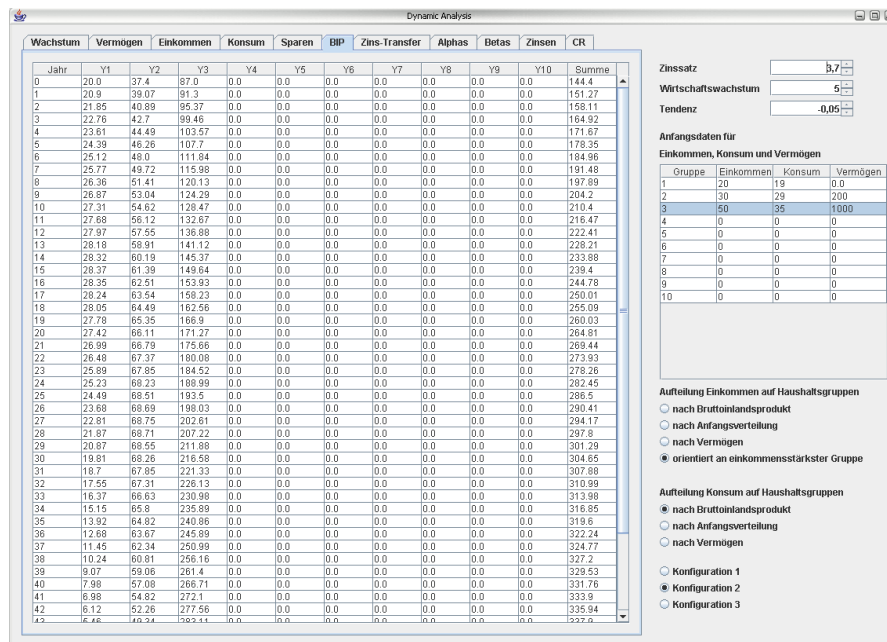 Dynamic Analysis
Wachstum Vermögen Einkommen Konsum Sparen BIP Zins-Transfer Alphas Betas Zinsen CR
Jahr Y1 Y2 Y3 Y4 Y5 Y6 Y7 Y8 Y9 Y10 Summe
0 20.0 37.4 87.0 0.0 0.0 0.0 0.0 0.0 0.0 0.0 144.4
1 20.9 39.07 91.3 0.0 0.0 0.0 0.0 0.0 0.0 0.0 151.27
2 21.85 40.89 95.37 0.0 0.0 0.0 0.0 0.0 0.0 0.0 158.11
3 22.76 42.7 99.46 0.0 0.0 0.0 0.0 0.0 0.0 0.0 164.92
4 23.61 44.49 103.57 0.0 0.0 0.0 0.0 0.0 0.0 0.0 171.67
5 24.39 46.26 107.7 0.0 0.0 0.0 0.0 0.0 0.0 0.0 178.35
6 25.12 48.0 111.84 0.0 0.0 0.0 0.0 0.0 0.0 0.0 184.96
7 25.77 49.72 115.98 0.0 0.0 0.0 0.0 0.0 0.0 0.0 191.48
8 26.36 51.41 120.13 0.0 0.0 0.0 0.0 0.0 0.0 0.0 197.89
9 26.87 53.04 124.29 0.0 0.0 0.0 0.0 0.0 0.0 0.0 204.2
10 27.31 54.62 128.47 0.0 0.0 0.0 0.0 0.0 0.0 0.0 210.4
11 27.68 56.12 132.67 0.0 0.0 0.0 0.0 0.0 0.0 0.0 216.47
12 27.97 57.55 136.88 0.0 0.0 0.0 0.0 0.0 0.0 0.0 222.41
13 28.18 58.91 141.12 0.0 0.0 0.0 0.0 0.0 0.0 0.0 228.21
14 28.32 60.19 145.37 0.0 0.0 0.0 0.0 0.0 0.0 0.0 233.88
15 28.37 61.39 149.64 0.0 0.0 0.0 0.0 0.0 0.0 0.0 239.4
16 28.35 62.51 153.93 0.0 0.0 0.0 0.0 0.0 0.0 0.0 244.78
17 28.24 63.54 158.23 0.0 0.0 0.0 0.0 0.0 0.0 0.0 250.01
18 28.05 64.49 162.56 0.0 0.0 0.0 0.0 0.0 0.0 0.0 255.09
19 27.78 65.35 166.9 0.0 0.0 0.0 0.0 0.0 0.0 0.0 260.03
20 27.42 66.11 171.27 0.0 0.0 0.0 0.0 0.0 0.0 0.0 264.81
21 26.99 66.79 175.66 0.0 0.0 0.0 0.0 0.0 0.0 0.0 269.44
22 26.48 67.37 180.08 0.0 0.0 0.0 0.0 0.0 0.0 0.0 273.93
23 25.89 67.85 184.52 0.0 0.0 0.0 0.0 0.0 0.0 0.0 278.26
24 25.23 68.23 188.99 0.0 0.0 0.0 0.0 0.0 0.0 0.0 282.45
25 24.49 68.51 193.5 0.0 0.0 0.0 0.0 0.0 0.0 0.0 286.5
26 23.68 68.69 198.03 0.0 0.0 0.0 0.0 0.0 0.0 0.0 290.41
27 22.81 68.75 202.61 0.0 0.0 0.0 0.0 0.0 0.0 0.0 294.17
28 21.87 68.71 207.22 0.0 0.0 0.0 0.0 0.0 0.0 0.0 297.8
29 20.87 68.55 211.88 0.0 0.0 0.0 0.0 0.0 0.0 0.0 301.29
30 19.81 68.26 216.58 0.0 0.0 0.0 0.0 0.0 0.0 0.0 304.65
31 18.7 67.85 221.33 0.0 0.0 0.0 0.0 0.0 0.0 0.0 307.88
32 17.55 67.31 226.13 0.0 0.0 0.0 0.0 0.0 0.0 0.0 310.99
33 16.37 66.63 230.98 0.0 0.0 0.0 0.0 0.0 0.0 0.0 313.98
34 15.15 65.8 235.89 0.0 0.0 0.0 0.0 0.0 0.0 0.0 316.85
35 13.92 64.82 240.86 0.0 0.0 0.0 0.0 0.0 0.0 0.0 319.6
36 12.68 63.67 245.89 0.0 0.0 0.0 0.0 0.0 0.0 0.0 322.24
37 11.45 62.34 250.99 0.0 0.0 0.0 0.0 0.0 0.0 0.0 324.77
38 10.24 60.81 256.16 0.0 0.0 0.0 0.0 0.0 0.0 0.0 327.2
39 9.07 59.06 261.4 0.0 0.0 0.0 0.0 0.0 0.0 0.0 329.53
40 7.98 57.08 266.71 0.0 0.0 0.0 0.0 0.0 0.0 0.0 331.76
41 6.98 54.82 272.1 0.0 0.0 0.0 0.0 0.0 0.0 0.0 333.9
42 6.12 52.26 277.56 0.0 0.0 0.0 0.0 0.0 0.0 0.0 335.94
43 5.46 49.34 283.11 0.0 0.0 0.0 0.0 0.0 0.0 0.0 337.9
Zinssatz 3,7
Wirtschaftswachstum 5
Tendenz -0,05
Anfangsdaten für
Einkommen, Konsum und Vermögen
Gruppe Einkommen Konsum Vermögen
1 20 19 0.0
2 30 29 200
3 50 35 1000
4 0 0 0
5 0 0 0
6 0 0 0
7 0 0 0
8 0 0 0
9 0 0 0
10 0 0 0
Aufteilung Einkommen auf Haushaltsgruppen
nach Bruttoinlandsprodukt
nach Anfangsverteilung
nach Vermögen
orientiert an einkommensstärkster Gruppe
Aufteilung Konsum auf Haushaltsgruppen
nach Bruttoinlandsprodukt
nach Anfangsverteilung
nach Vermögen
Konfiguration 1
Konfiguration 2
Konfiguration 3